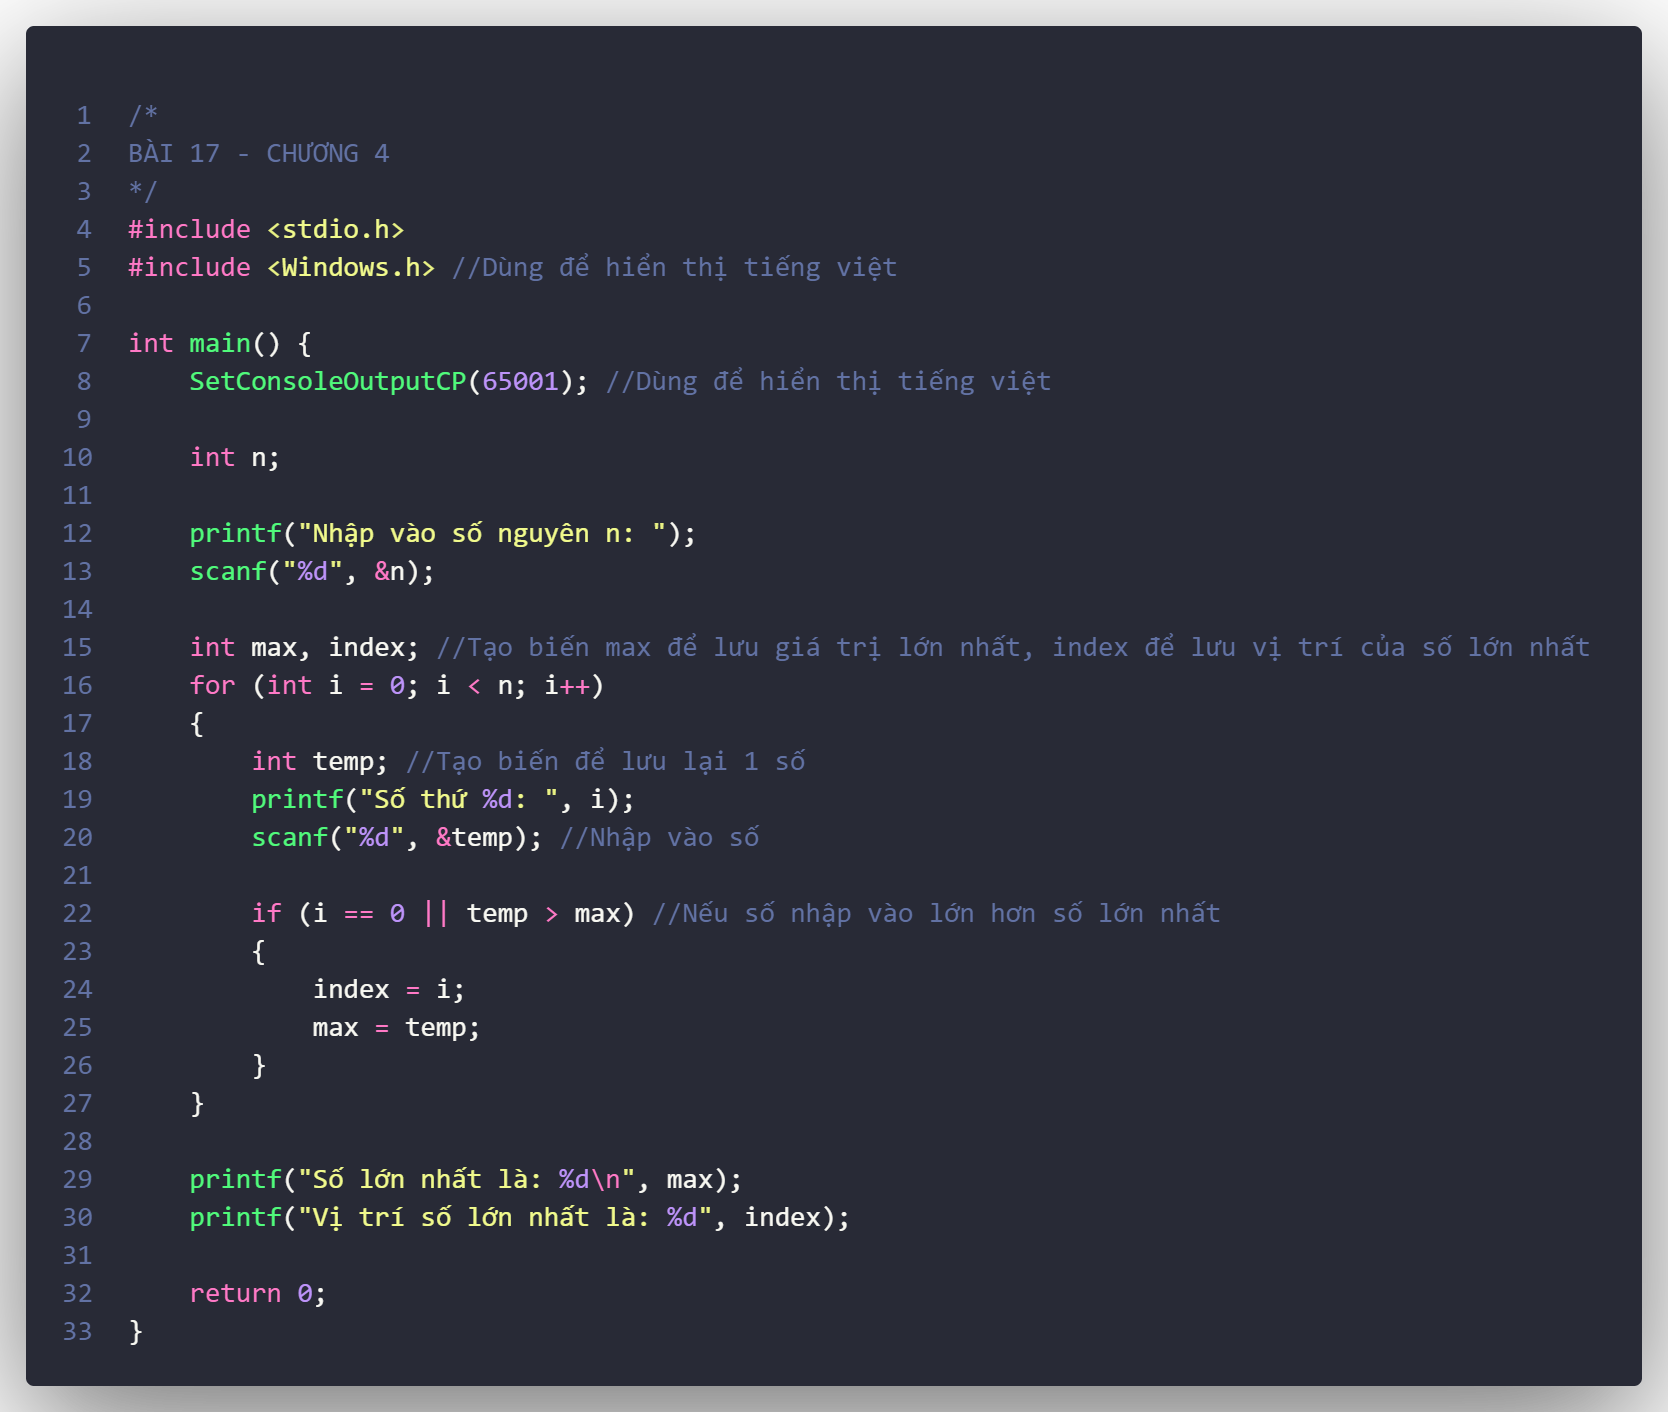 1 /*
2 BÀI 17 - CHƯƠNG 4
3 */
4 #include <stdio.h>
5 #include <Windows.h> //Dùng để hiển thị tiếng việt
6
7 int main() {
8     SetConsoleOutputCP(65001); //Dùng để hiển thị tiếng việt
9
10     int n;
11
12     printf("Nhập vào số nguyên n: ");
13     scanf("%d", &n);
14
15     int max, index; //Tạo biến max để lưu giá trị lớn nhất, index để lưu vị trí của số lớn nhất
16     for (int i = 0; i < n; i++)
17     {
18         int temp; //Tạo biến để lưu lại 1 số
19         printf("Số thứ %d: ", i);
20         scanf("%d", &temp); //Nhập vào số
21
22         if (i == 0 || temp > max) //Nếu số nhập vào lớn hơn số lớn nhất
23         {
24             index = i;
25             max = temp;
26         }
27     }
28
29     printf("Số lớn nhất là: %d\n", max);
30     printf("Vị trí số lớn nhất là: %d", index);
31
32     return 0;
33 }